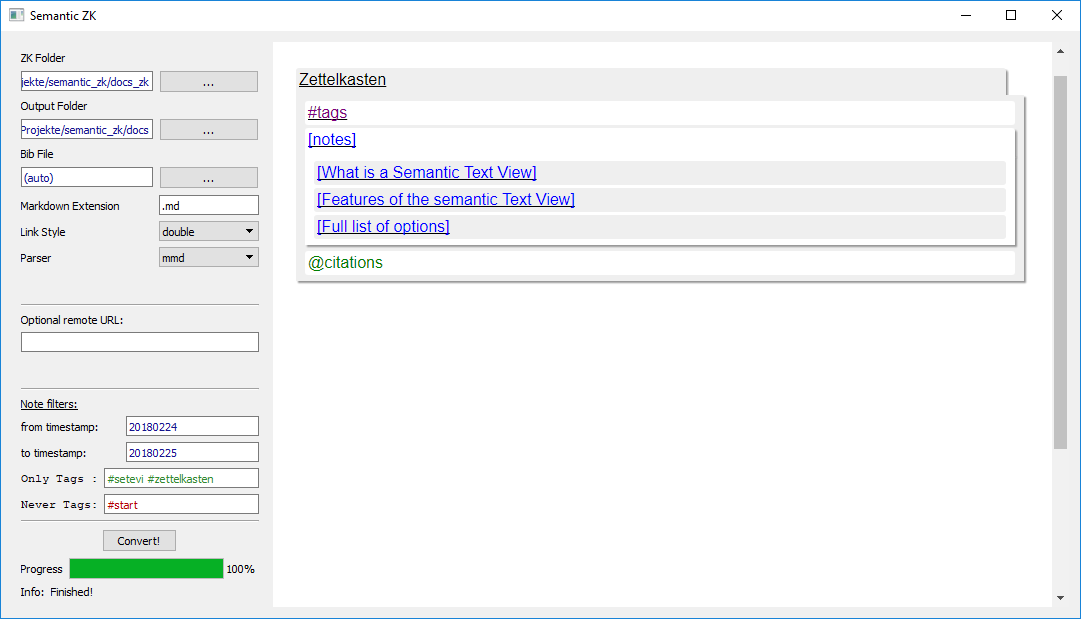 Semantic ZK
ZK Folder
jekte/semantic_zk/docs_zk ...
Output Folder
Projekte/semantic_zk/docs ...
Bib File
(auto) ...
Markdown Extension .md
Link Style double
Parser mmd
Optional remote URL:
Note filters:
from timestamp: 20180224
to timestamp: 20180225
Only Tags : #setevi #zettelkasten
Never Tags: #start
Convert!
Progress 100%
Info: Finished!
Zettelkasten
#tags
[notes]
[What is a Semantic Text View]
[Features of the semantic Text View]
[Full list of options]
@citations